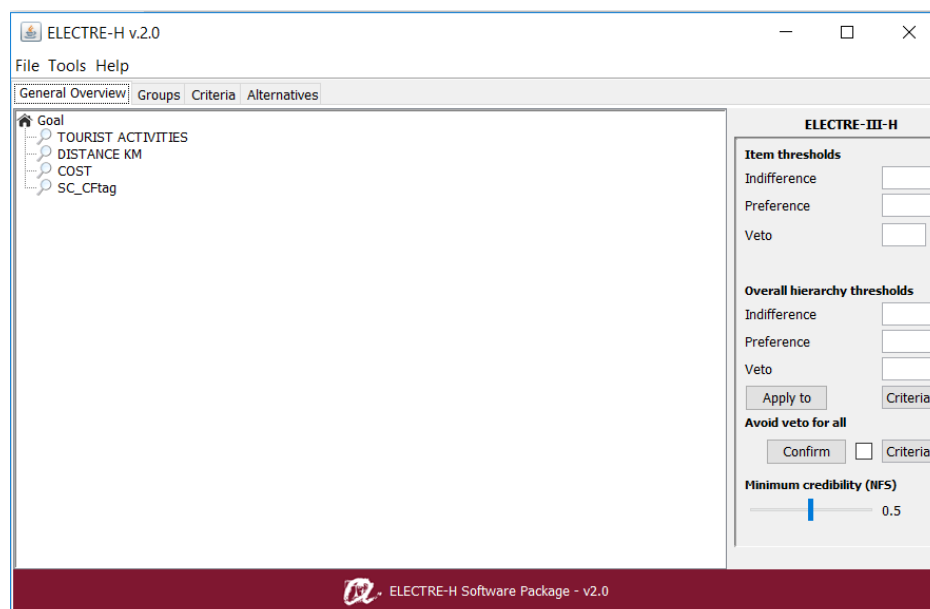 ELECTRE-H v.2.0
File Tools Help
General Overview Groups Criteria Alternatives
Goal
TOURIST ACTIVITIES
DISTANCE KM
COST
SC_CFtag
ELECTRE-III-H
Item thresholds
Indifference
Preference
Veto
Overall hierarchy thresholds
Indifference
Preference
Veto
Apply to Criteria
Avoid veto for all
Confirm Criteria
Minimum credibility (NFS)
0.5
ELECTRE-H Software Package - v2.0